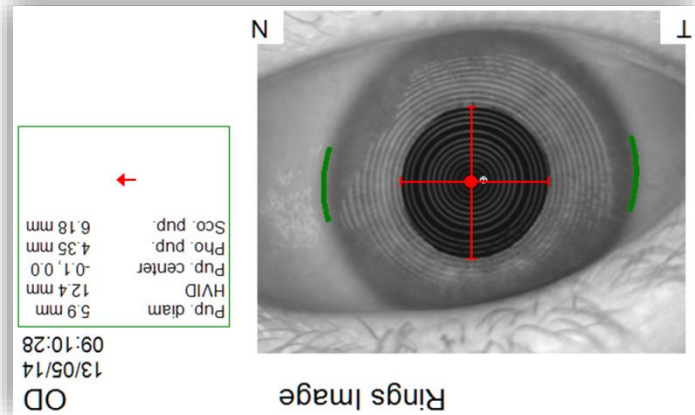 Rings Image
OD
13/05/14
09:10:28
Pup. diam 5.9 mm
HVID 12.4 mm
Pup. center -0.1, 0.0
Pho. pup. 4.35 mm
Sco. pup. 6.18 mm
T
N